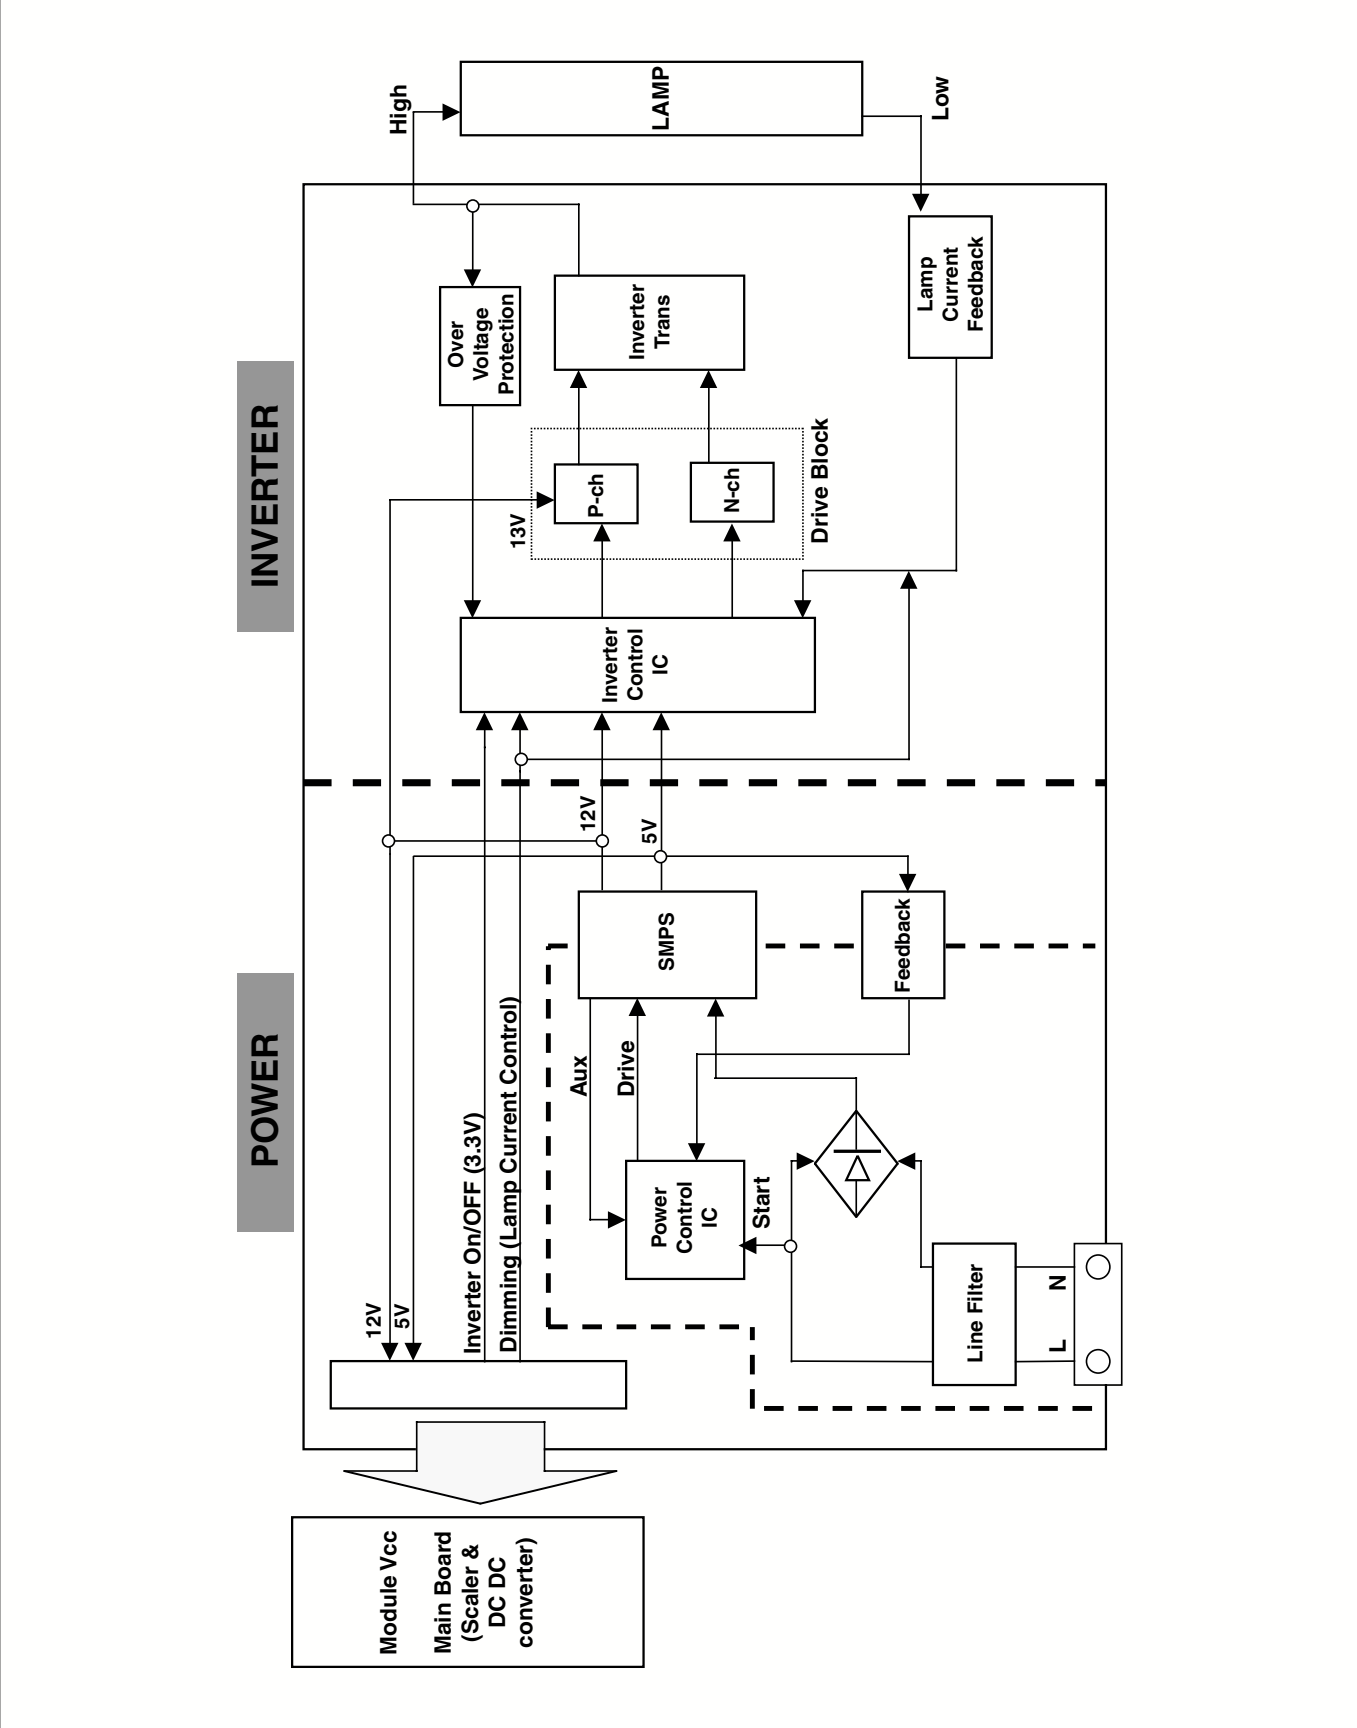 POWER
INVERTER
Module Vcc
Main Board
(Scaler &
DC DC
converter)
12V
5V
Inverter On/OFF (3.3V)
Dimming (Lamp Current Control)
Aux
Drive
Power
Control
IC
Start
Line Filter
L
N
SMPS
Feedback
12V
5V
Inverter
Control
IC
13V
P-ch
N-ch
Drive Block
Over
Voltage
Protection
Inverter
Trans
Lamp
Current
Feedback
High
LAMP
Low